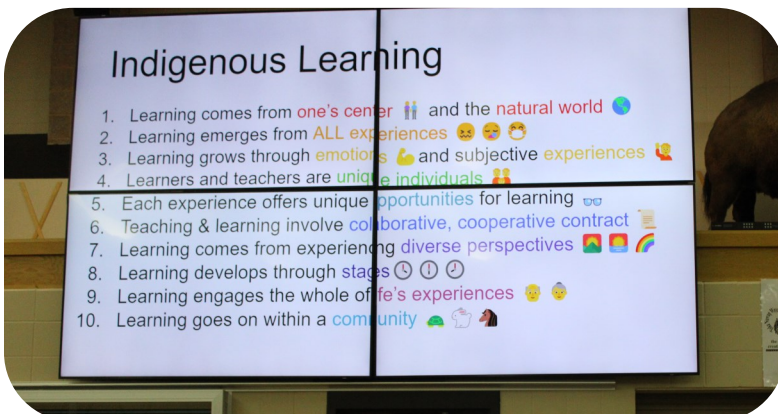 Indigenous Learning
1. Learning comes from one's center 👬 and the natural world 🌎
2. Learning emerges from ALL experiences 😖 😪 😷
3. Learning grows through emotions 💪 and subjective experiences 🙋
4. Learners and teachers are unique individuals 👯
5. Each experience offers unique opportunities for learning 👓
6. Teaching & learning involve collaborative, cooperative contract 📜
7. Learning comes from experiencing diverse perspectives 🌄 🌅 🌈
8. Learning develops through stages 🕓 🕧 🕗
9. Learning engages the whole of life's experiences 👴 👵
10. Learning goes on within a community 🐢 🐇 🐴